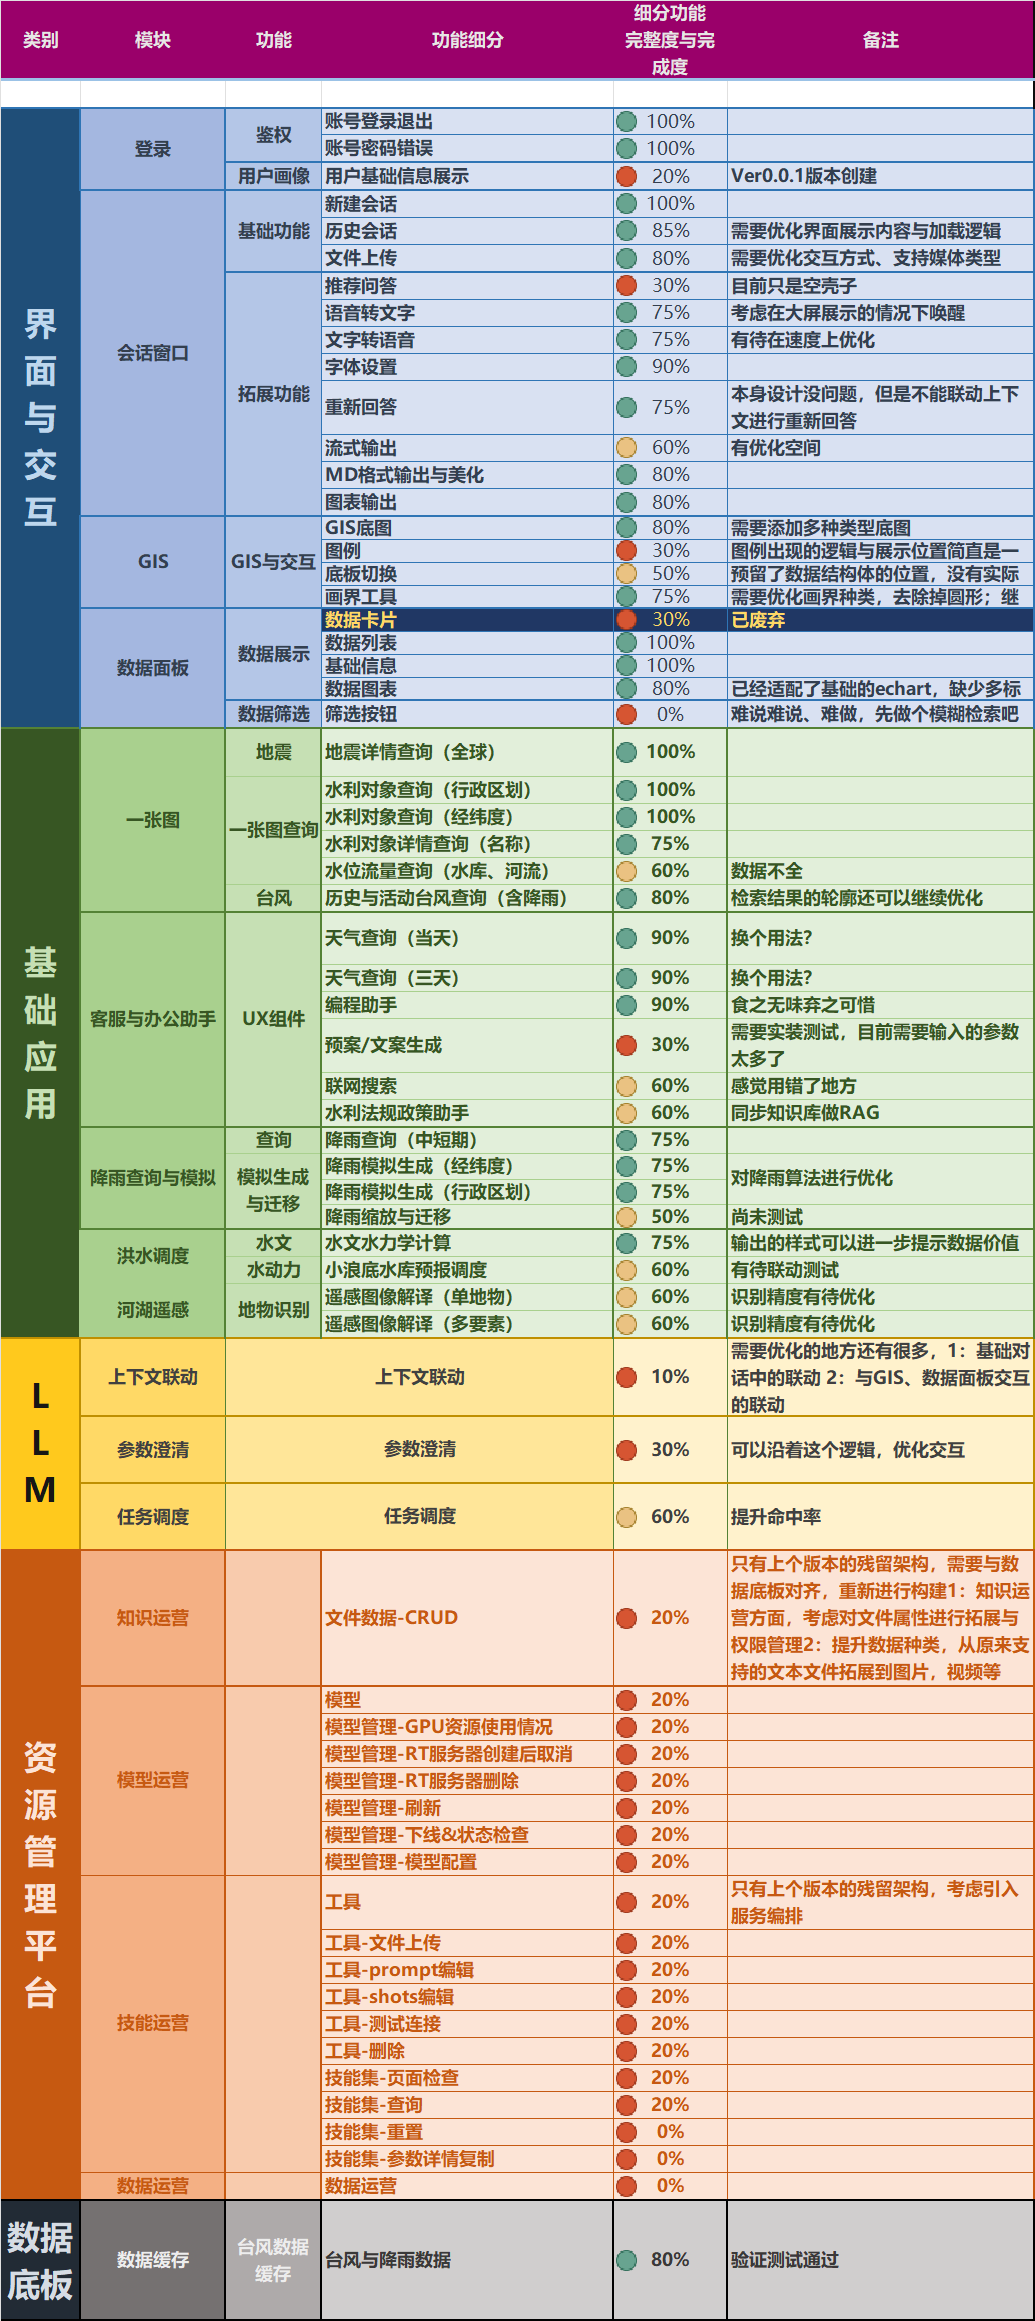 类别 模块 功能 功能细分 细分功能完整度与完成度 备注
界面与交互 登录 鉴权 账号登录退出 100%
账号密码错误 100%
用户画像 用户基础信息展示 20% Ver0.0.1版本创建
会话窗口 基础功能 新建会话 100%
历史会话 85% 需要优化界面展示内容与加载逻辑
文件上传 80% 需要优化交互方式、支持媒体类型
拓展功能 推荐问答 30% 目前只是空壳子
语音转文字 75% 考虑在大屏展示的情况下唤醒
文字转语音 75% 有待在速度上优化
字体设置 90%
重新回答 75% 本身设计没问题，但是不能联动上下文进行重新回答
流式输出 60% 有优化空间
MD格式输出与美化 80%
图表输出 80%
GIS GIS与交互 GIS底图 80% 需要添加多种类型底图
图例 30% 图例出现的逻辑与展示位置简直是一
底板切换 50% 预留了数据结构体的位置，没有实际
画界工具 75% 需要优化画界种类，去除掉圆形；继
数据面板 数据展示 数据卡片 30% 已废弃
数据列表 100%
基础信息 100%
数据图表 80% 已经适配了基础的echart，缺少多标
数据筛选 筛选按钮 0% 难说难说、难做，先做个模糊检索吧
基础应用 一张图 地震 地震详情查询（全球） 100%
一张图查询 水利对象查询（行政区划） 100%
水利对象查询（经纬度） 100%
水利对象详情查询（名称） 75%
水位流量查询（水库、河流） 60% 数据不全
台风 历史与活动台风查询（含降雨） 80% 检索结果的轮廓还可以继续优化
客服与办公助手 UX组件 天气查询（当天） 90% 换个用法？
天气查询（三天） 90% 换个用法？
编程助手 90% 食之无味弃之可惜
预案/文案生成 30% 需要实装测试，目前需要输入的参数太多了
联网搜索 60% 感觉用错了地方
水利法规政策助手 60% 同步知识库做RAG
降雨查询与模拟 查询 降雨查询（中短期） 75% 对降雨算法进行优化
模拟生成与迁移 降雨模拟生成（经纬度） 75%
降雨模拟生成（行政区划） 75%
降雨缩放与迁移 50% 尚未测试
洪水调度 水文 水文水力学计算 75% 输出的样式可以进一步提示数据价值
水动力 小浪底水库预报调度 60% 有待联动测试
河湖遥感 地物识别 遥感图像解译（单地物） 60% 识别精度有待优化
遥感图像解译（多要素） 60% 识别精度有待优化
LLM 上下文联动 上下文联动 10% 需要优化的地方还有很多，1：基础对话中的联动 2：与GIS、数据面板交互的联动
参数澄清 参数澄清 30% 可以沿着这个逻辑，优化交互
任务调度 任务调度 60% 提升命中率
资源管理平台 知识运营 文件数据-CRUD 20% 只有上个版本的残留架构，需要与数据底板对齐，重新进行构建1：知识运营方面，考虑对文件属性进行拓展与权限管理2：提升数据种类，从原来支持的文本文件拓展到图片，视频等
模型运营 模型 20%
模型管理-GPU资源使用情况 20%
模型管理-RT服务器创建后取消 20%
模型管理-RT服务器删除 20%
模型管理-刷新 20%
模型管理-下线&状态检查 20%
模型管理-模型配置 20%
技能运营 工具 20% 只有上个版本的残留架构，考虑引入服务编排
工具-文件上传 20%
工具-prompt编辑 20%
工具-shots编辑 20%
工具-测试连接 20%
工具-删除 20%
技能集-页面检查 20%
技能集-查询 20%
技能集-重置 0%
技能集-参数详情复制 0%
数据运营 数据运营 0%
数据底板 数据缓存 台风数据缓存 台风与降雨数据 80% 验证测试通过